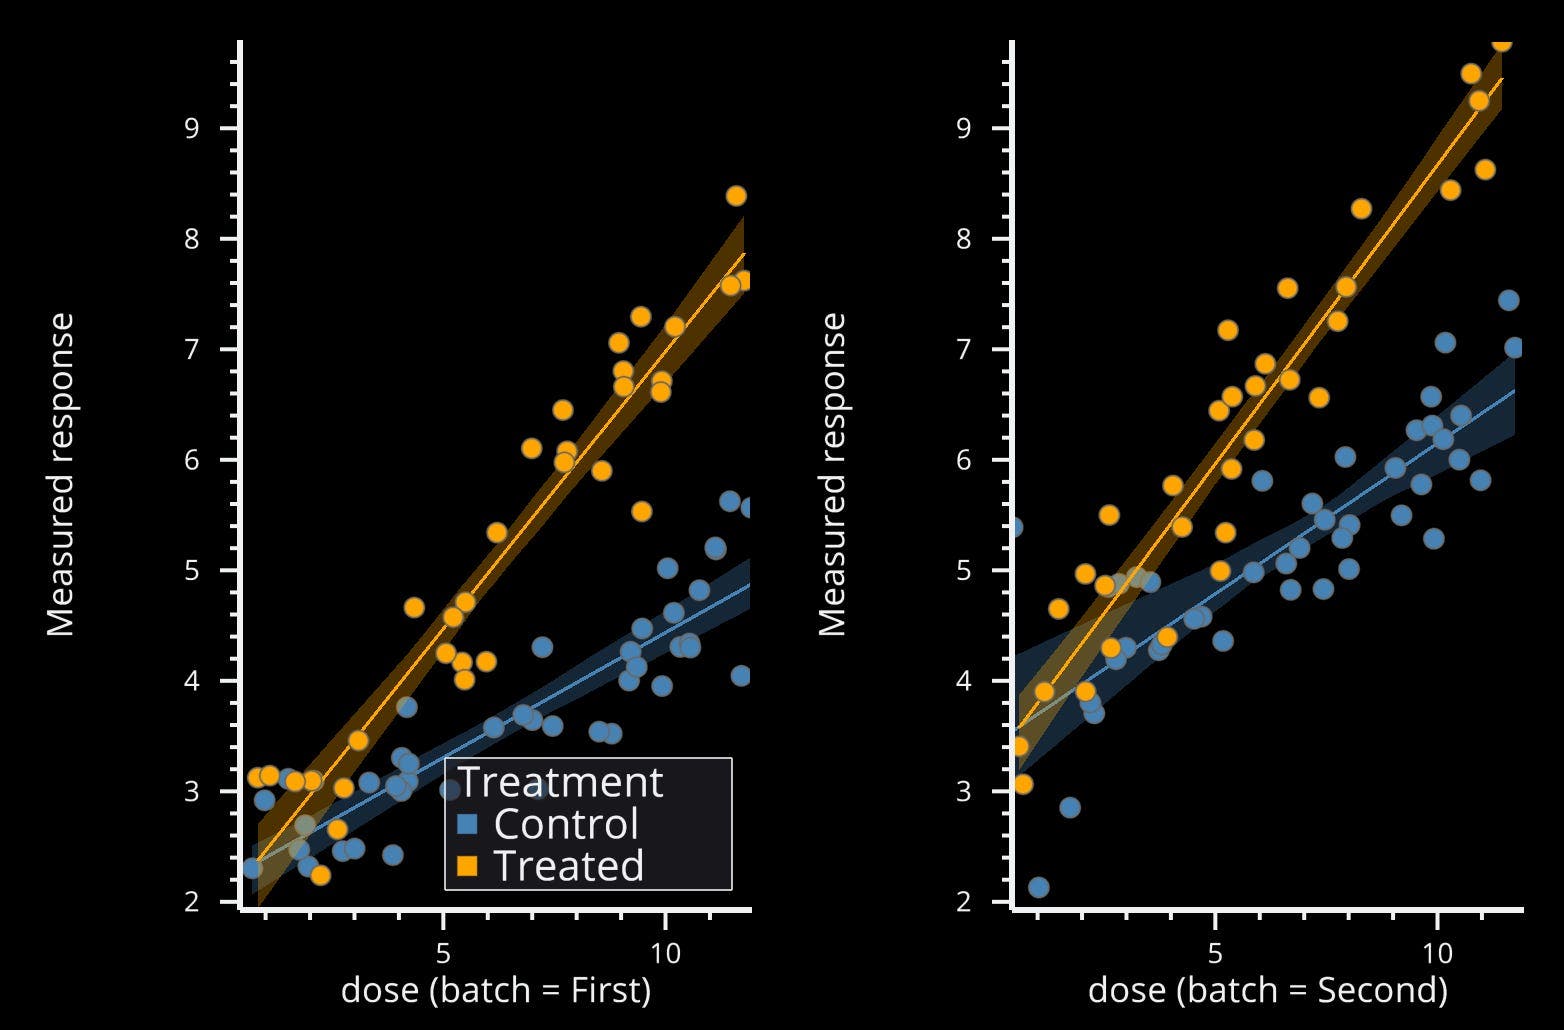 Measured response
9
8
7
6
5
4
3
2
5 10
dose (batch = First)
Treatment
Control
Treated
Measured response
9
8
7
6
5
4
3
2
5 10
dose (batch = Second)